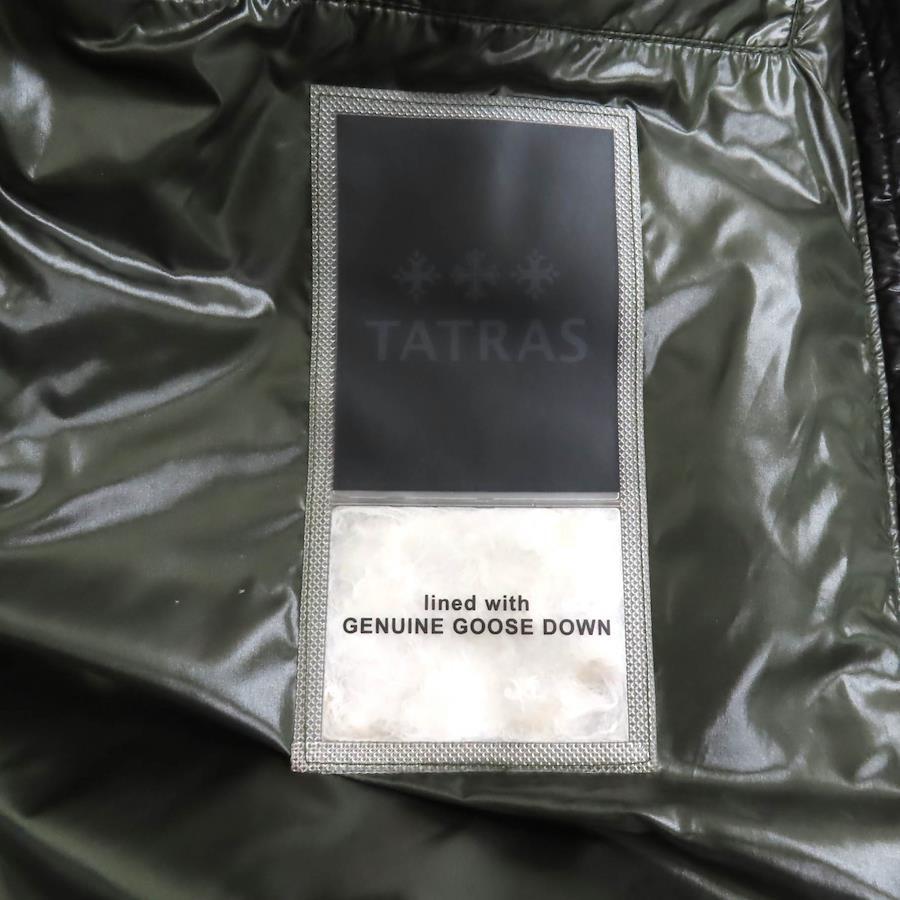 TATRAS
lined with
GENUINE GOOSE DOWN